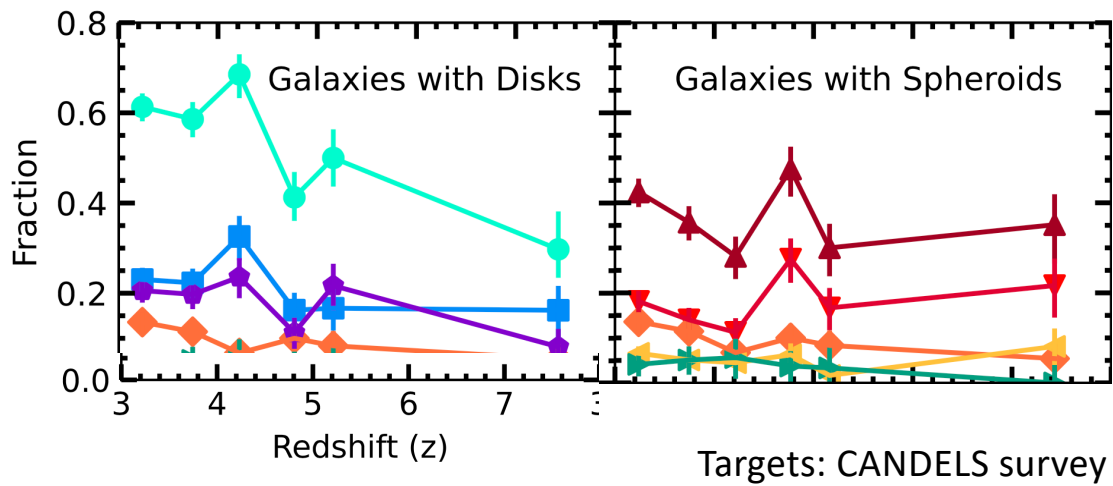 0.8
Galaxies with Disks
Galaxies with Spheroids
0.6
0.4
0.2
0.0
Fraction
3 4 5 6 7
Redshift (z)
Targets: CANDELS survey